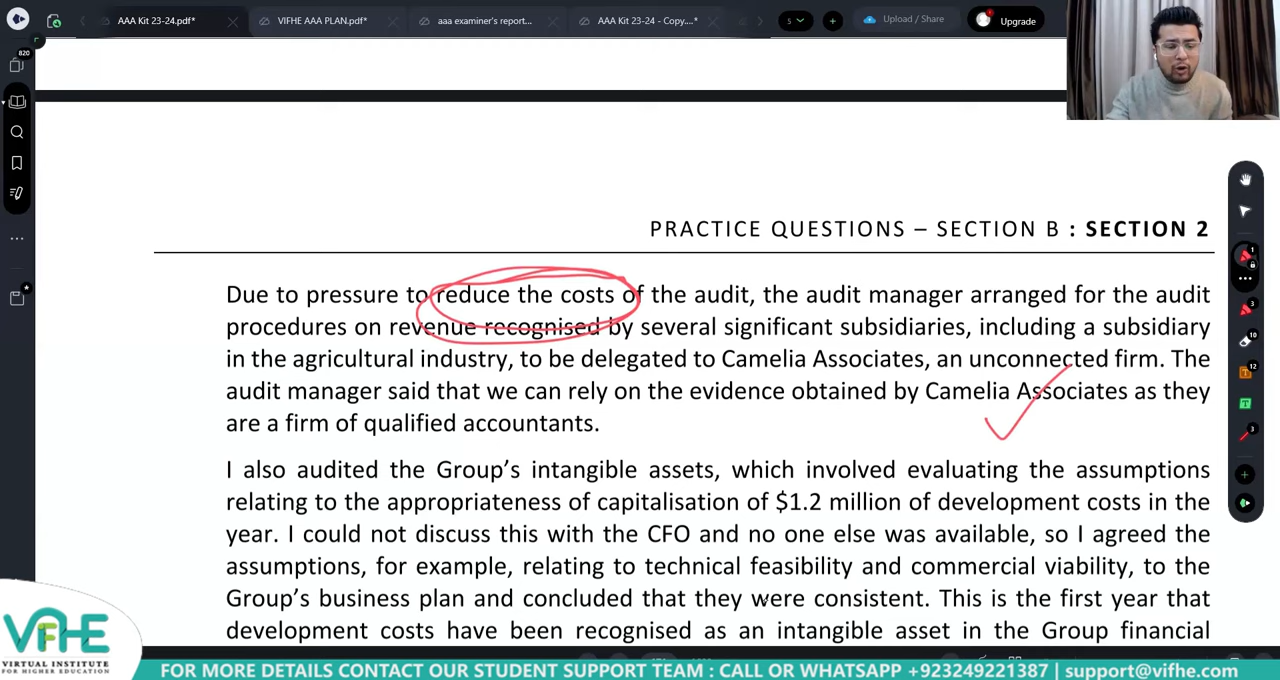 AAA Kit 23-24.pdf*
VIFHE AAA PLAN.pdf*
aaa examiner's report...
AAA Kit 23-24 - Copy....*
5
Upload / Share
Upgrade
820
PRACTICE QUESTIONS – SECTION B : SECTION 2
Due to pressure to reduce the costs of the audit, the audit manager arranged for the audit
procedures on revenue recognised by several significant subsidiaries, including a subsidiary
in the agricultural industry, to be delegated to Camelia Associates, an unconnected firm. The
audit manager said that we can rely on the evidence obtained by Camelia Associates as they
are a firm of qualified accountants.
I also audited the Group's intangible assets, which involved evaluating the assumptions
relating to the appropriateness of capitalisation of $1.2 million of development costs in the
year. I could not discuss this with the CFO and no one else was available, so I agreed the
assumptions, for example, relating to technical feasibility and commercial viability, to the
Group's business plan and concluded that they were consistent. This is the first year that
development costs have been recognised as an intangible asset in the Group financial
1
3
10
12
3
VIFHE
VIRTUAL INSTITUTE
FOR HIGHER EDUCATION
FOR MORE DETAILS CONTACT OUR STUDENT SUPPORT TEAM : CALL OR WHATSAPP +923249221387 | support@vifhe.com